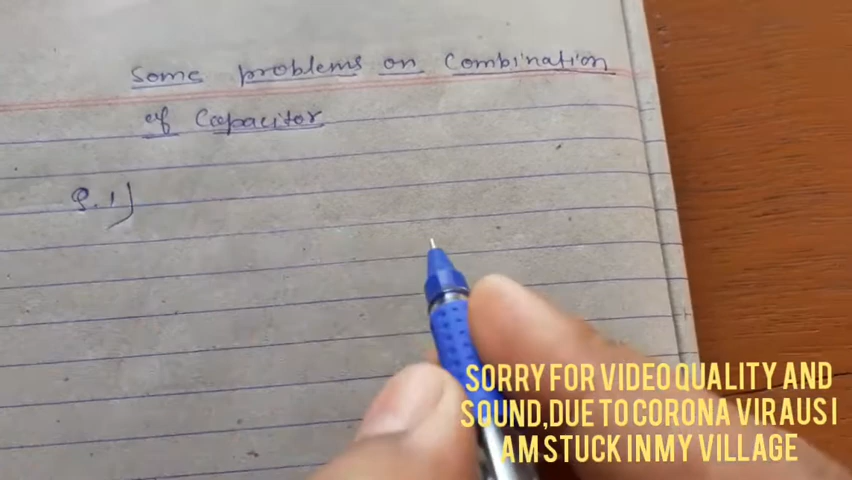 Some problems on Combination
of Capacitor
Q.1)
SORRY FOR VIDEO QUALITY AND
SOUND,DUE TO CORONA VIRAUS I
AM STUCK IN MY VILLAGE